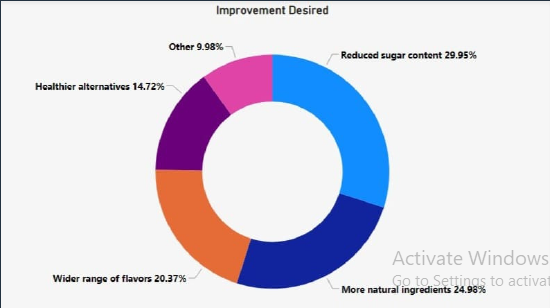 Improvement Desired
Other 9.98%
Reduced sugar content 29.95%
Healthier alternatives 14.72%
Activate Windows
Wider range of flavors 20.37%
Go to Settings to activa
More natural ingredients 24.98%